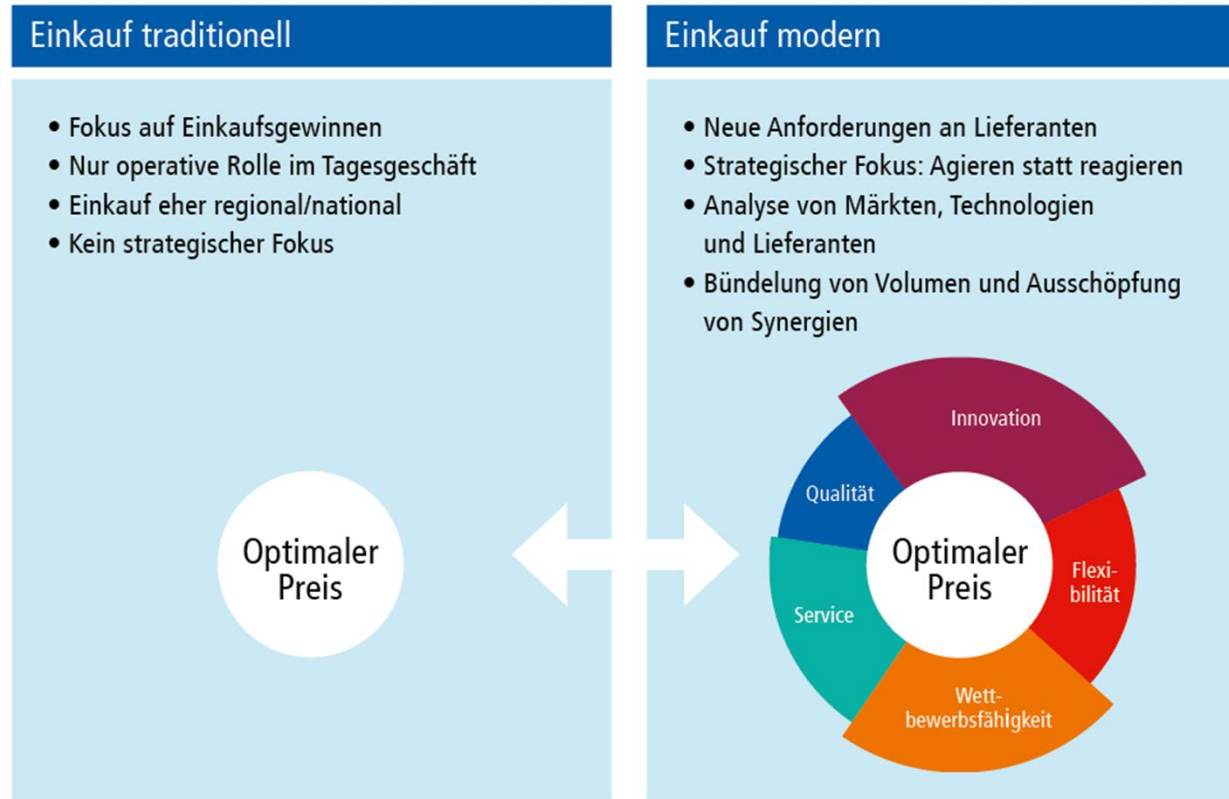 Einkauf traditionell
• Fokus auf Einkaufsgewinnen
• Nur operative Rolle im Tagesgeschäft
• Einkauf eher regional/national
• Kein strategischer Fokus
Optimaler
Preis
Einkauf modern
• Neue Anforderungen an Lieferanten
• Strategischer Fokus: Agieren statt reagieren
• Analyse von Märkten, Technologien
und Lieferanten
• Bündelung von Volumen und Ausschöpfung
von Synergien
Innovation
Qualität
Optimaler
Preis
Flexi-
bilität
Service
Wett-
bewerbsfähigkeit